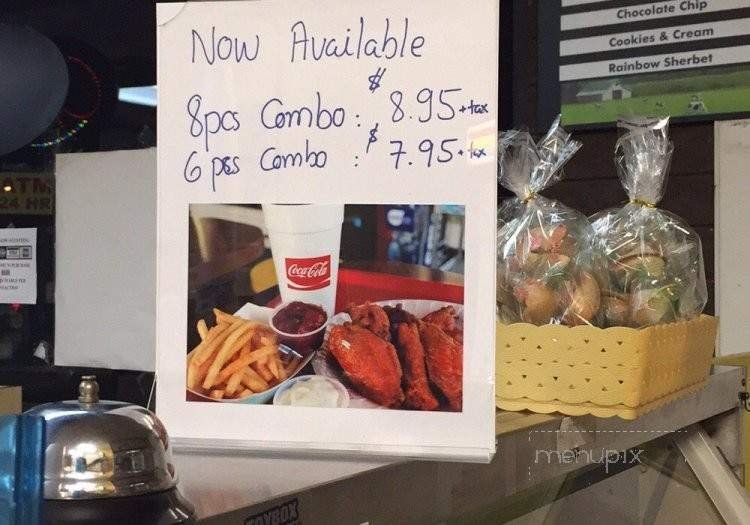 Now Available
8pcs Combo : $8.95 + tax
6 pcs Combo : $7.95 + tax
Coca-Cola
Chocolate Chip
Cookies & Cream
Rainbow Sherbet
ATM
24 HR
menupix